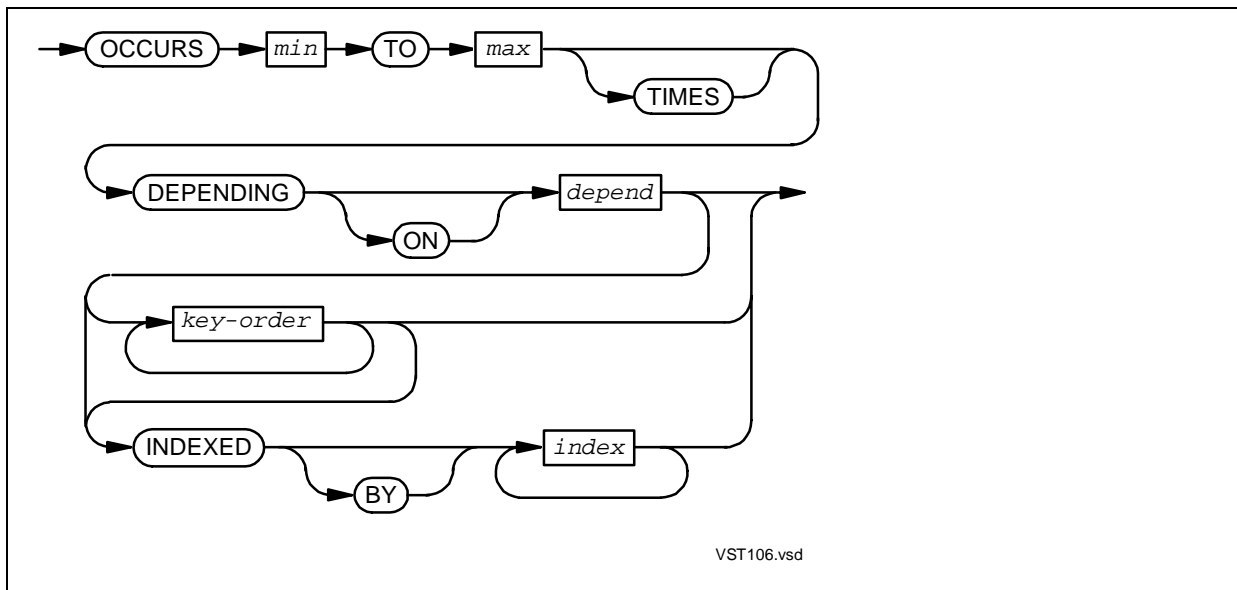 OCCURS min TO max
TIMES
DEPENDING depend
ON
key-order
INDEXED index
BY
VST106.vsd